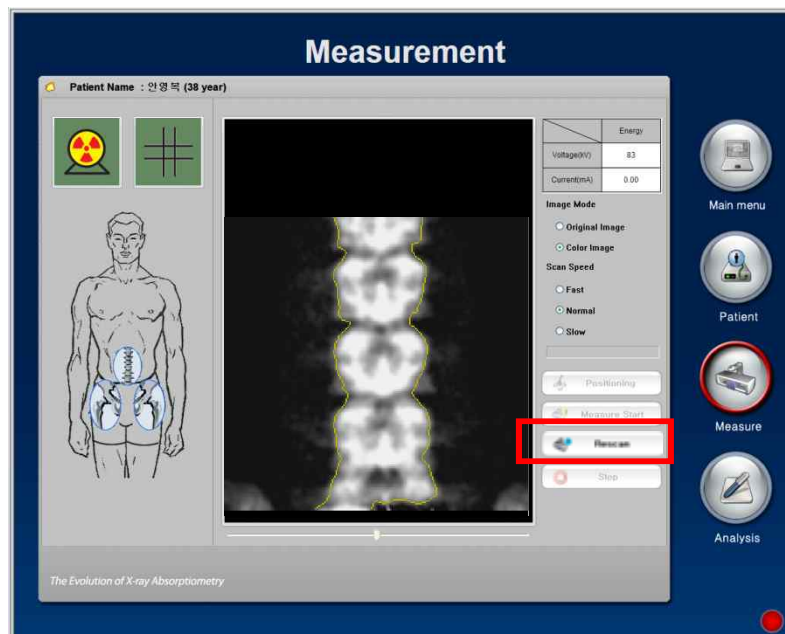 Measurement
Patient Name : 안영복 (38 year)
Energy
Voltage(kV) 83
Current(mA) 0.00
Image Mode
Original Image
Color Image
Scan Speed
Fast
Normal
Slow
Positioning
Measure Start
Rescan
Stop
Main menu
Patient
Measure
Analysis
The Evolution of X-ray Absorptiometry